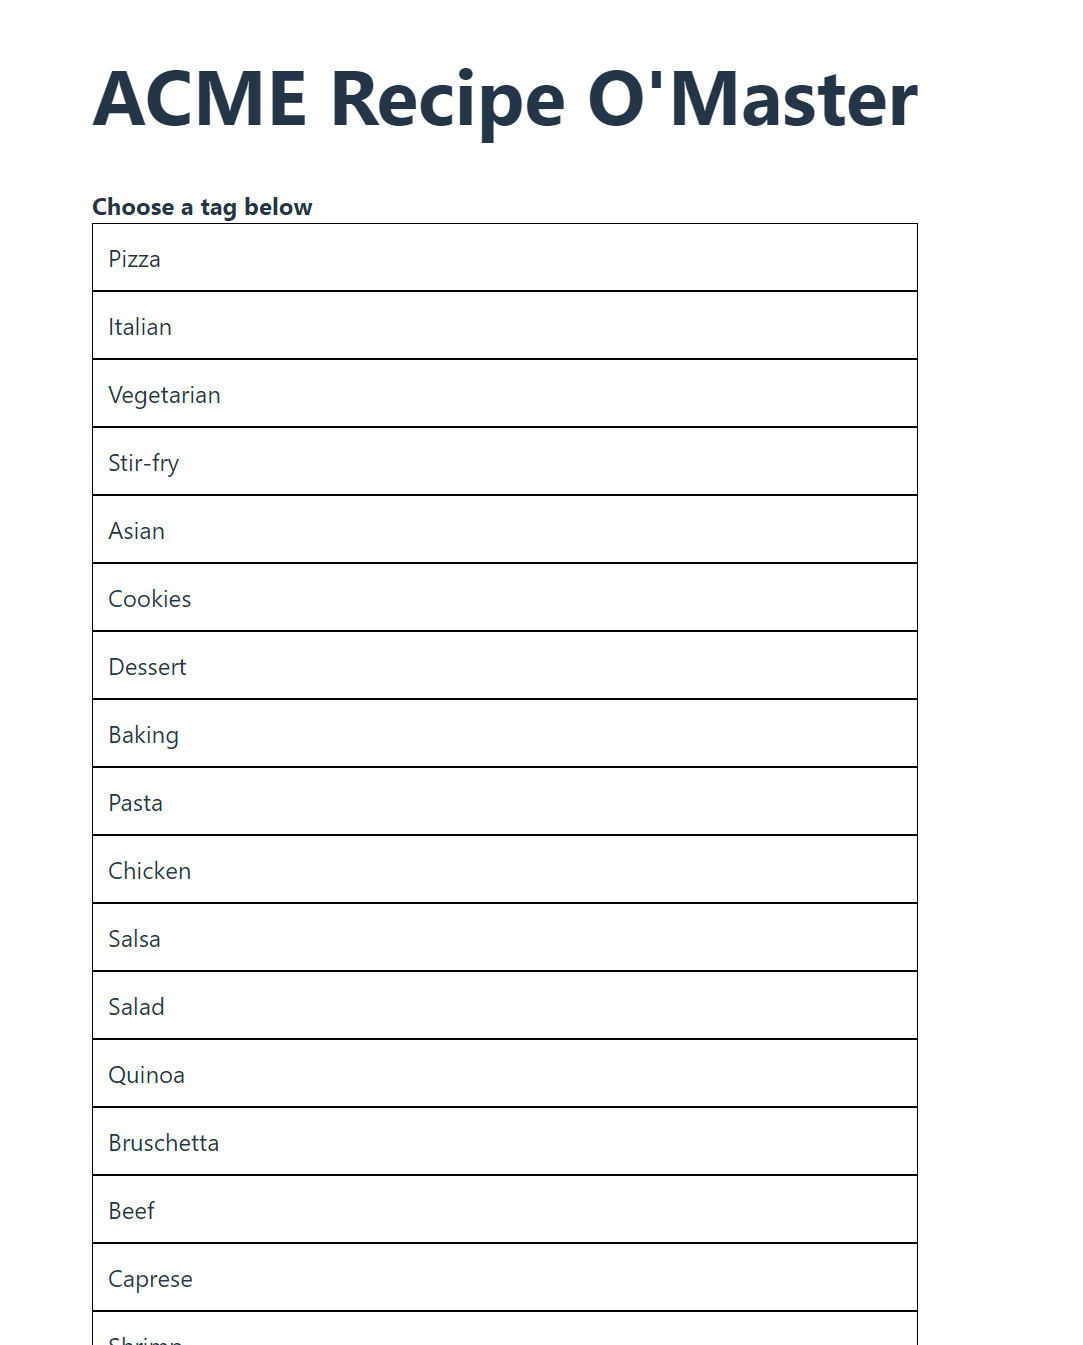 ACME Recipe O'Master
Choose a tag below
Pizza
Italian
Vegetarian
Stir-fry
Asian
Cookies
Dessert
Baking
Pasta
Chicken
Salsa
Salad
Quinoa
Bruschetta
Beef
Caprese
Shrimp